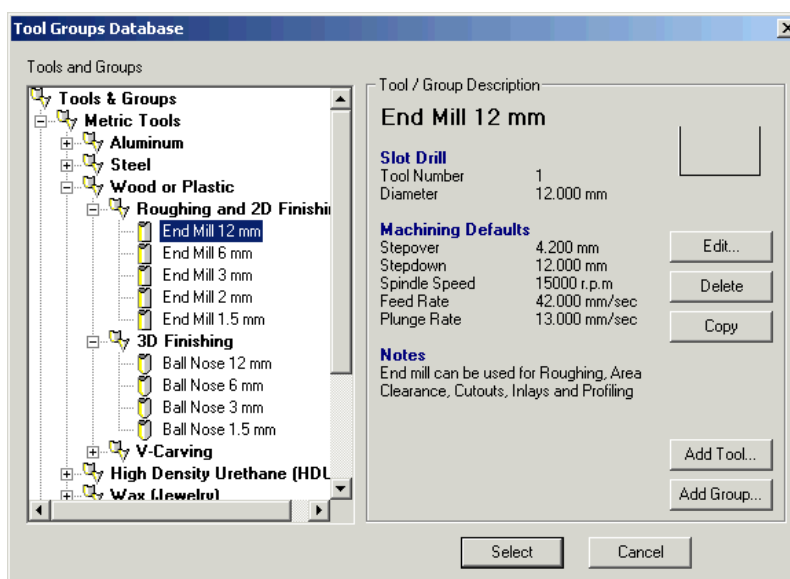 Tool Groups Database
Tools and Groups
Tools & Groups
Metric Tools
Aluminum
Steel
Wood or Plastic
Roughing and 2D Finishi
End Mill 12 mm
End Mill 6 mm
End Mill 3 mm
End Mill 2 mm
End Mill 1.5 mm
3D Finishing
Ball Nose 12 mm
Ball Nose 6 mm
Ball Nose 3 mm
Ball Nose 1.5 mm
V-Carving
High Density Urethane (HDU
Wax (Jewelry)
Tool / Group Description
End Mill 12 mm
Slot Drill
Tool Number 1
Diameter 12.000 mm
Machining Defaults
Stepover 4.200 mm
Stepdown 12.000 mm
Spindle Speed 15000 r.p.m
Feed Rate 42.000 mm/sec
Plunge Rate 13.000 mm/sec
Notes
End mill can be used for Roughing, Area
Clearance, Cutouts, Inlays and Profiling
Edit...
Delete
Copy
Add Tool...
Add Group...
Select
Cancel